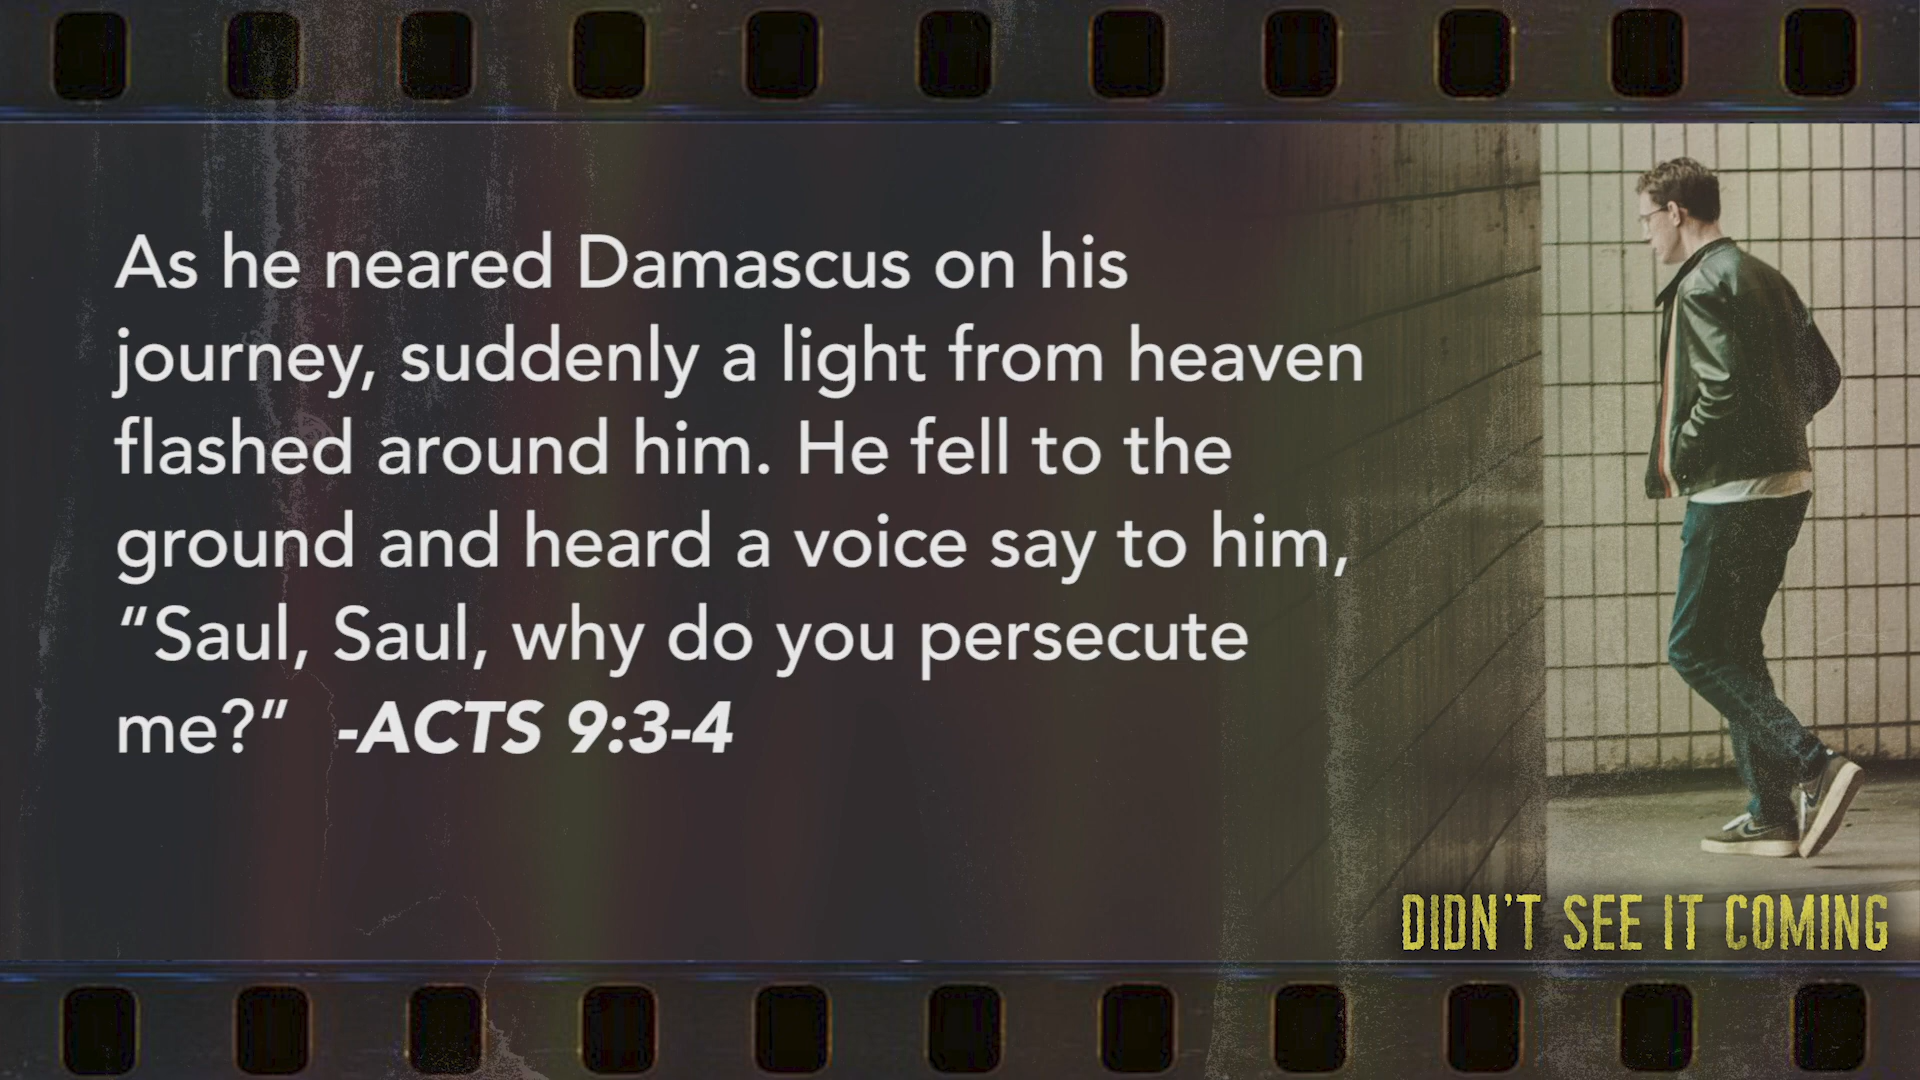 As he neared Damascus on his
journey, suddenly a light from heaven
flashed around him. He fell to the
ground and heard a voice say to him,
“Saul, Saul, why do you persecute
me?” -ACTS 9:3-4
DIDN'T SEE IT COMING